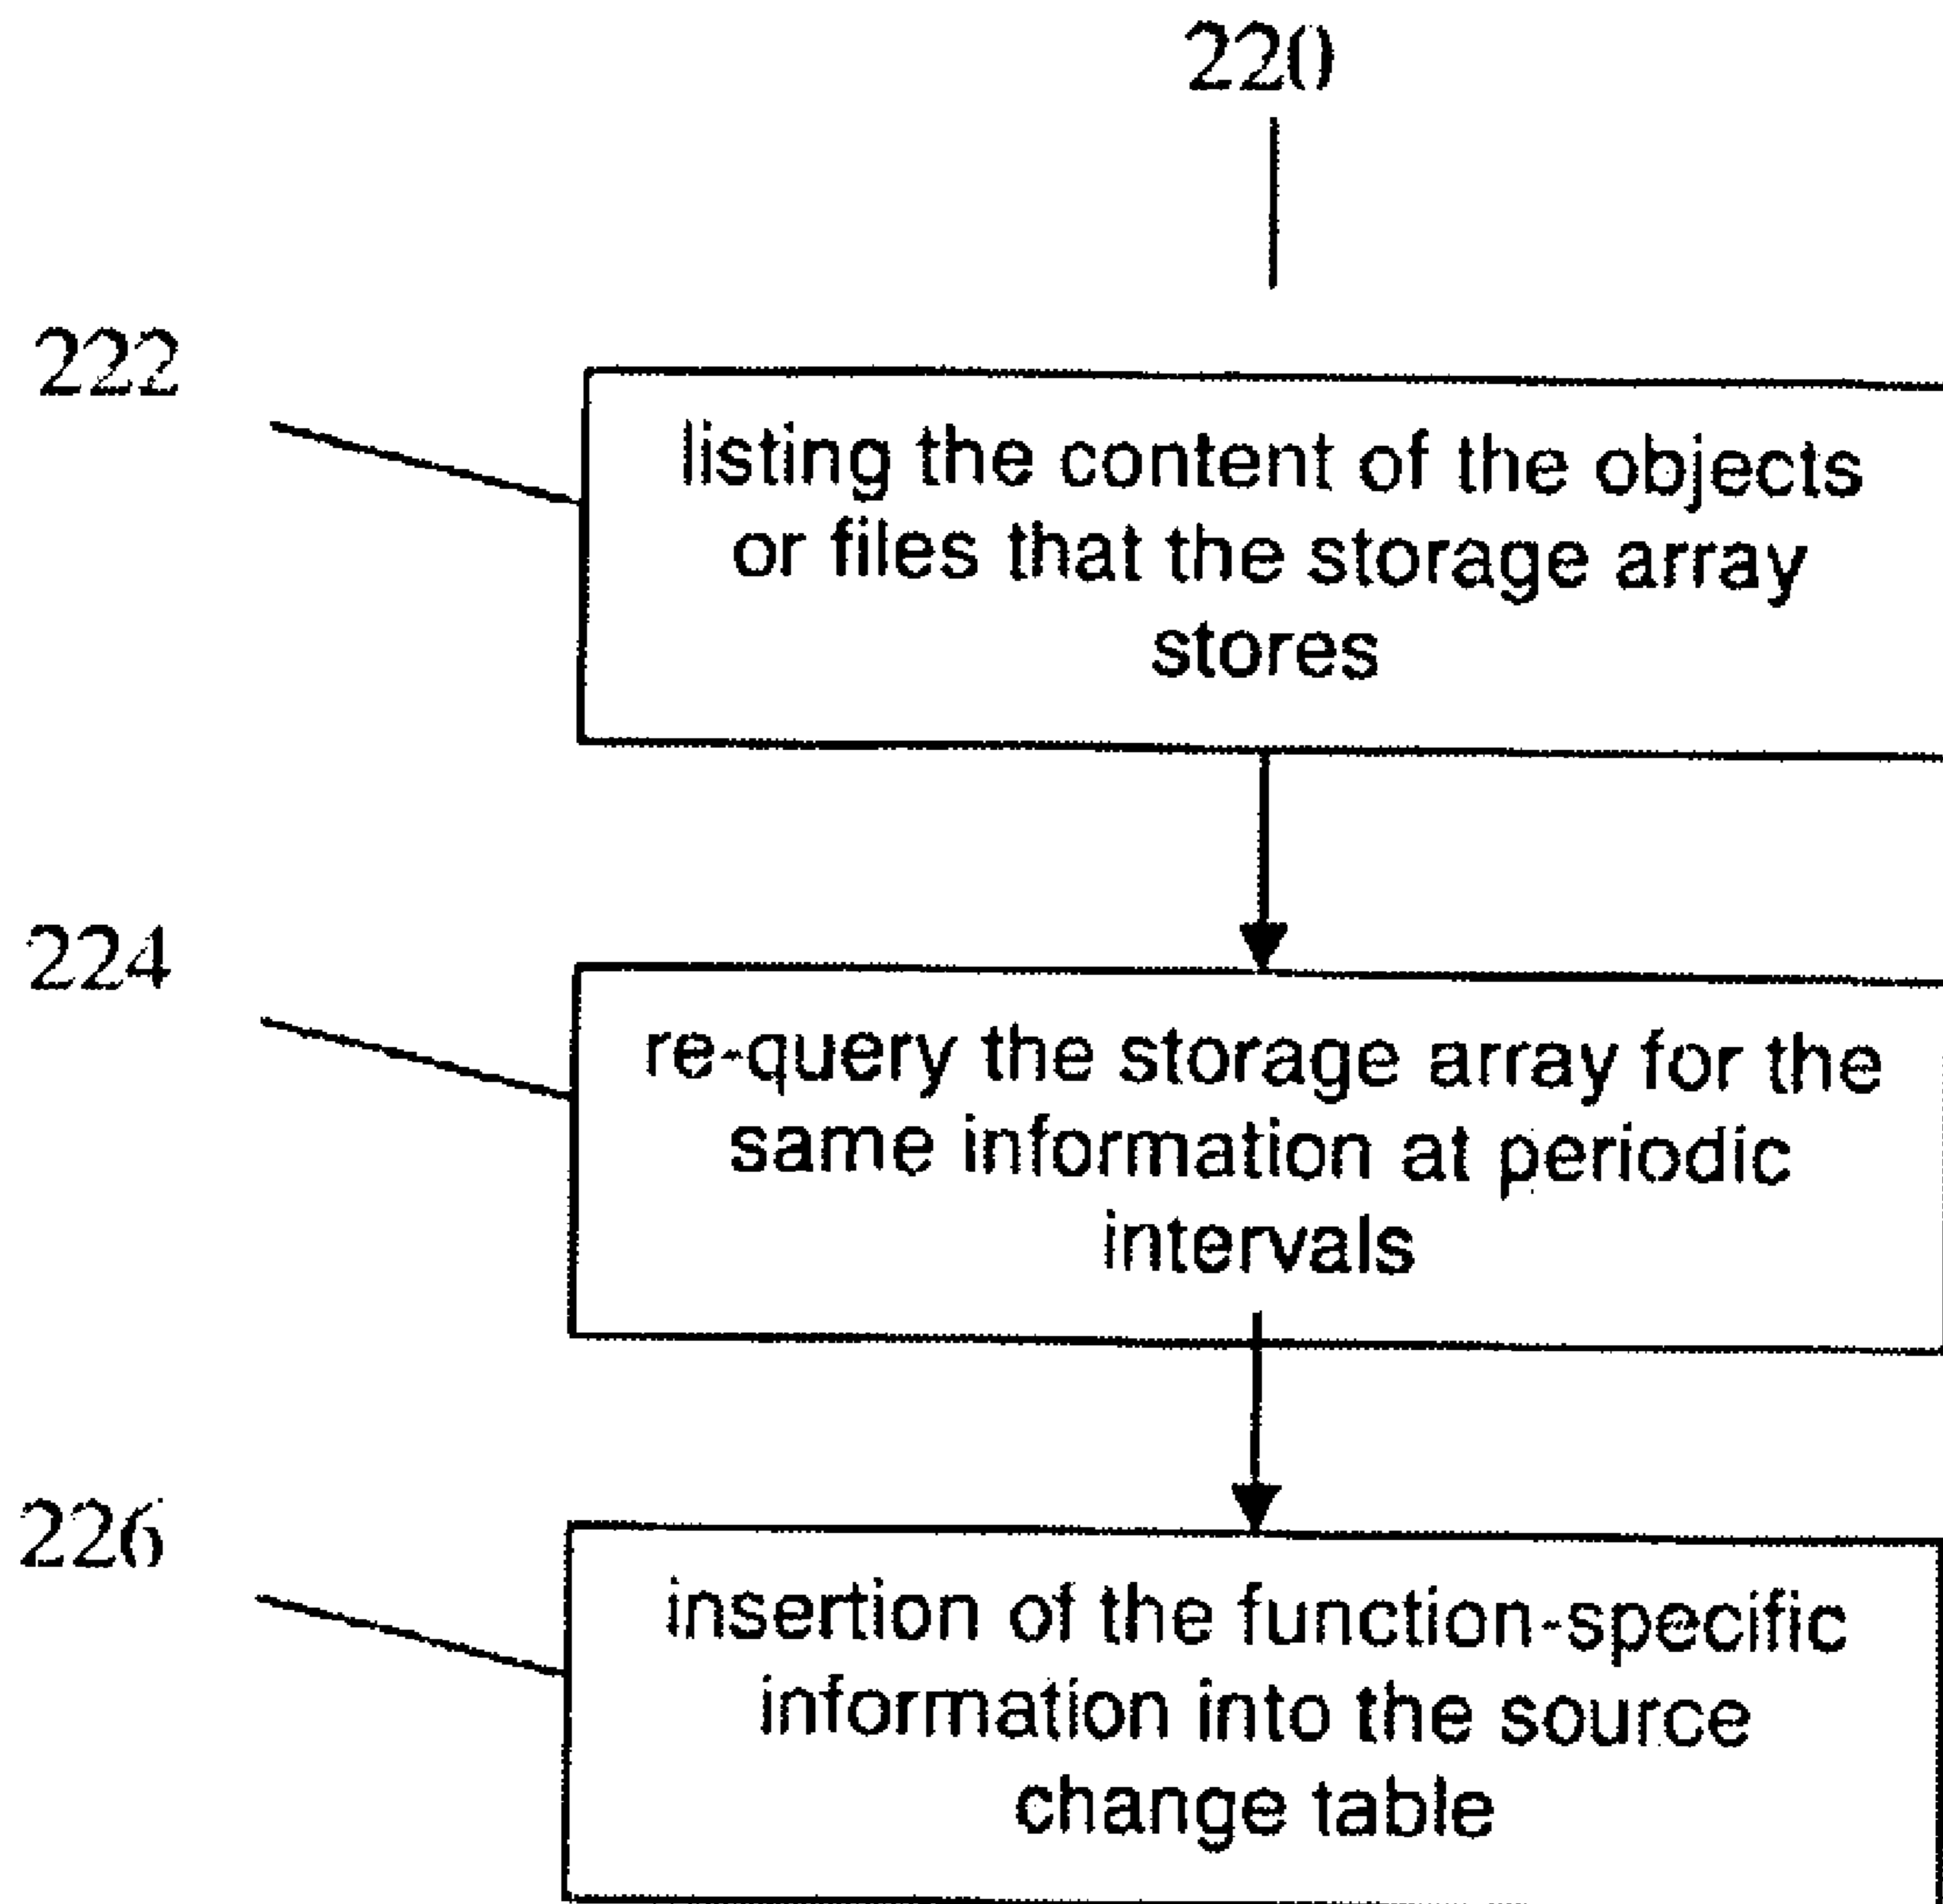 220
222
listing the content of the objects
or files that the storage array
stores
224
re-query the storage array for the
same information at periodic
intervals
226
insertion of the function-specific
information into the source
change table